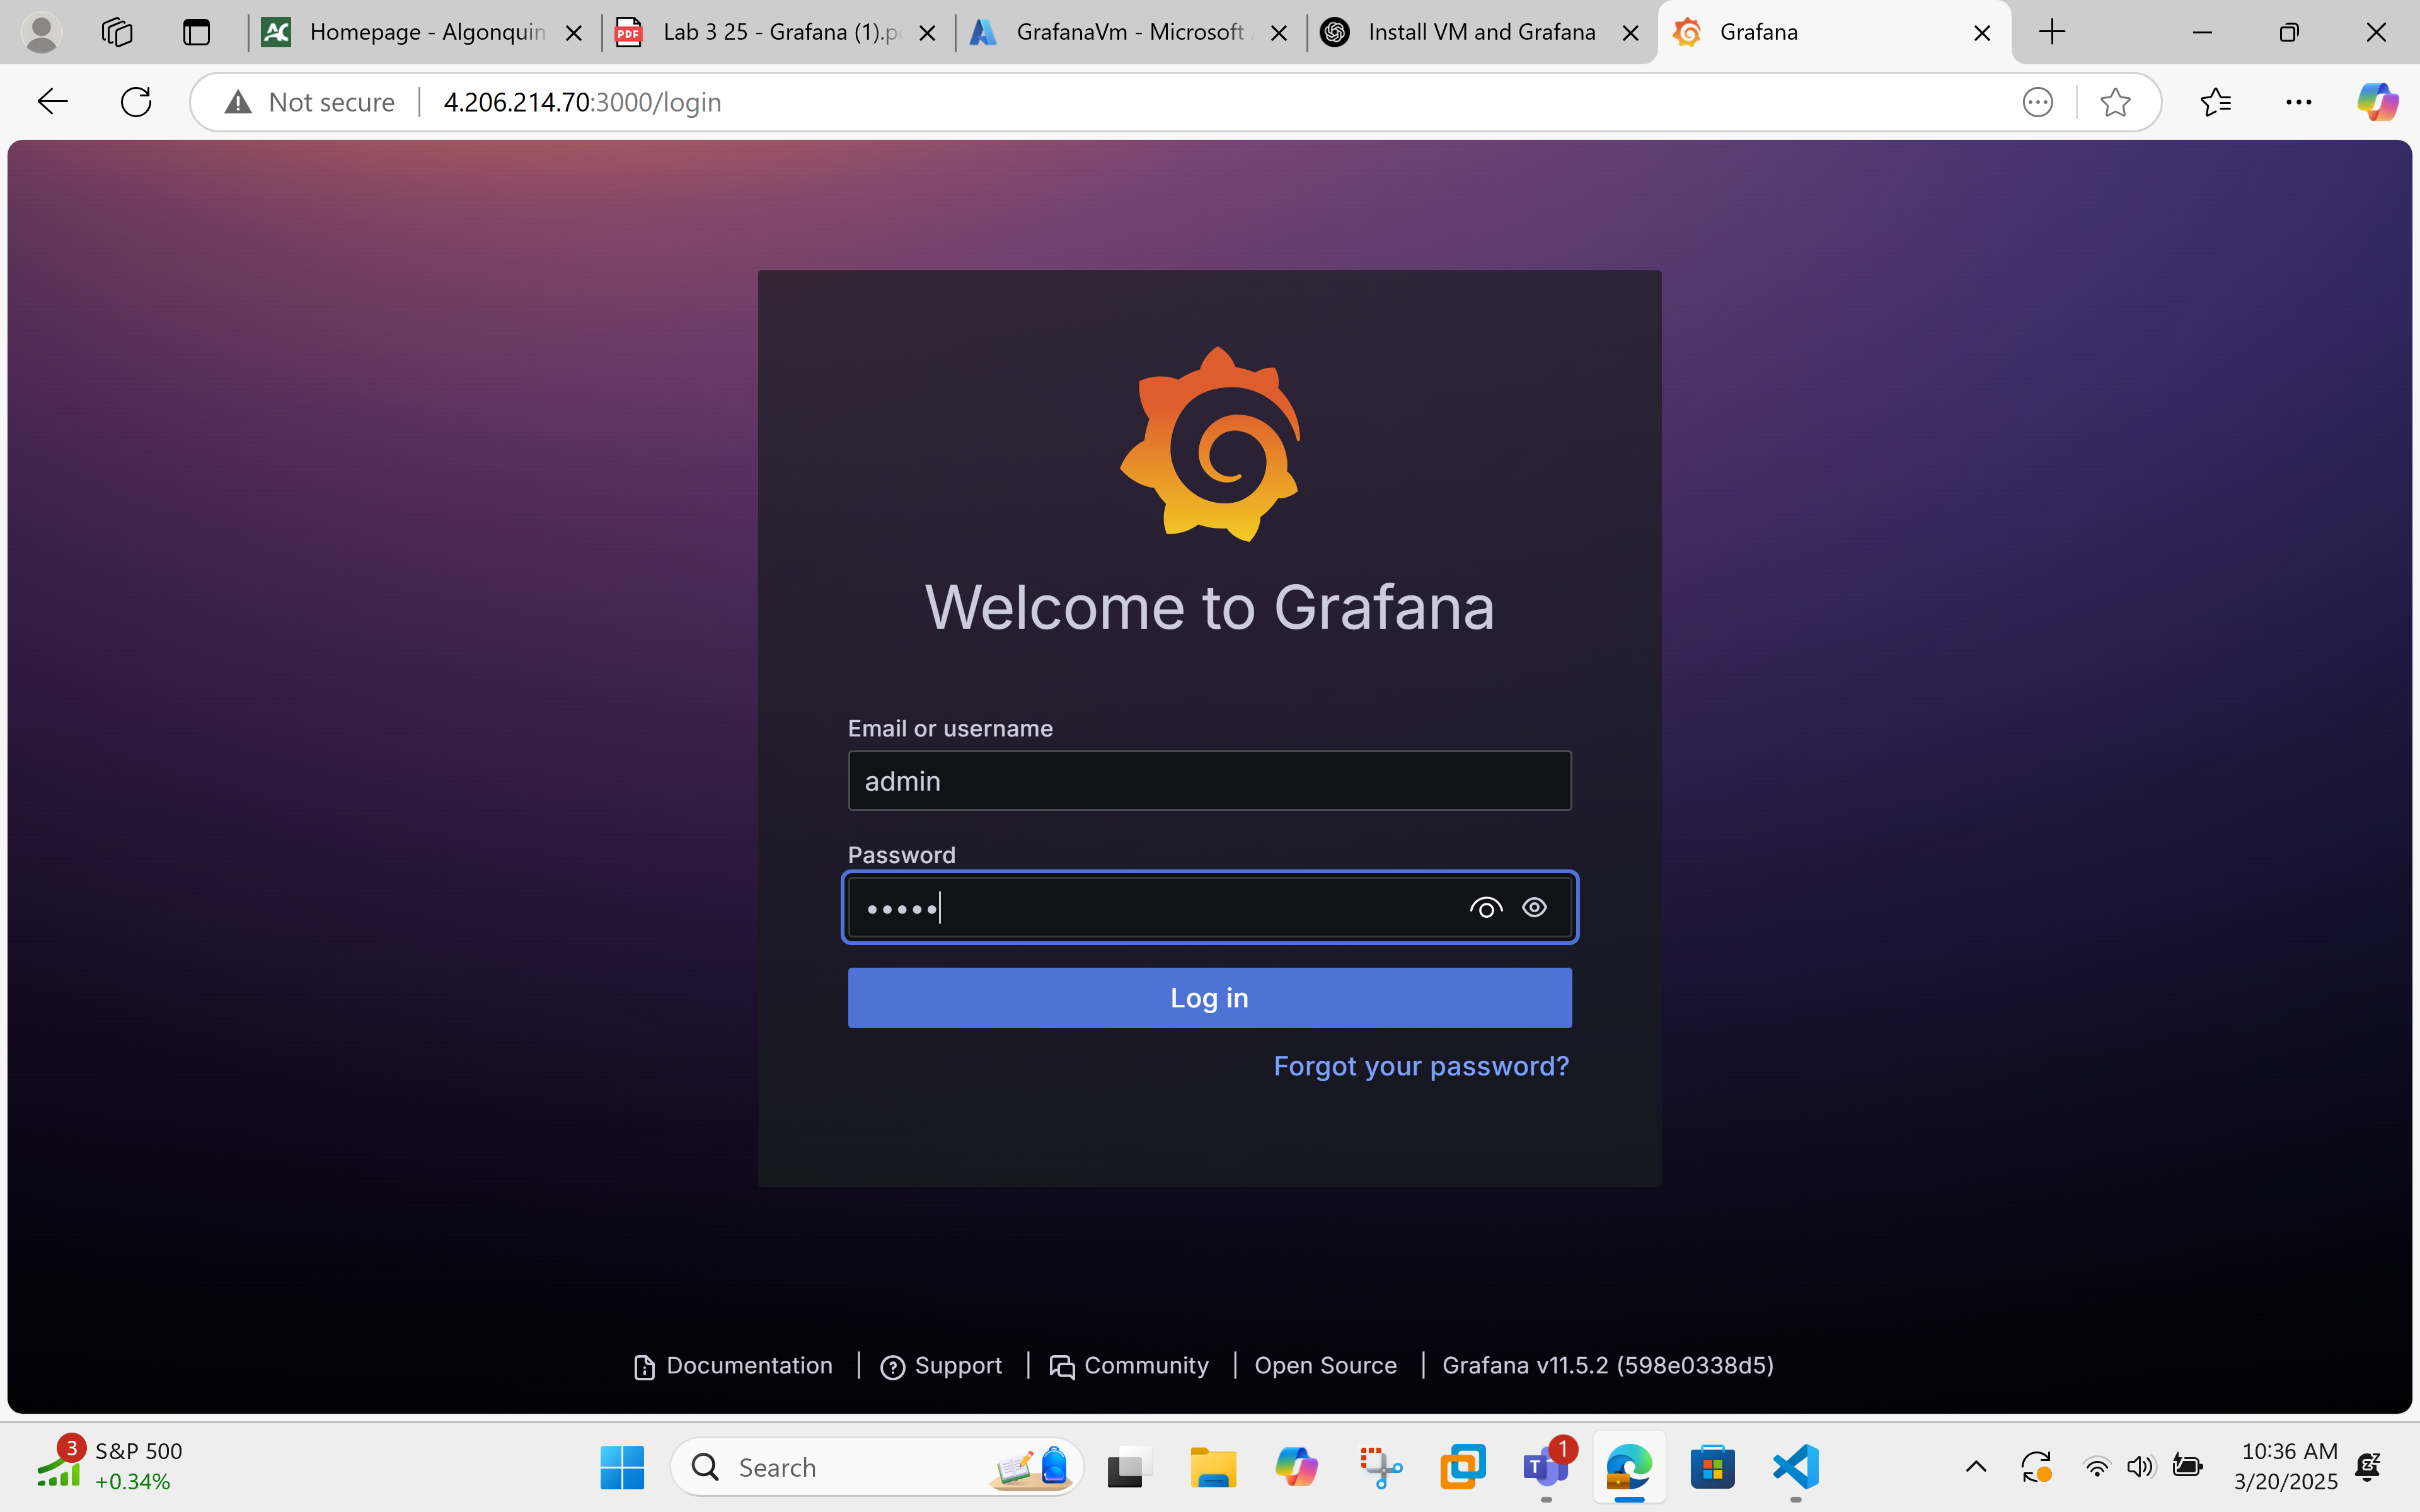 Homepage - Algonquin
Lab 3 25 - Grafana (1).p
GrafanaVm - Microsoft
Install VM and Grafana
Grafana
Not secure
4.206.214.70:3000/login
Welcome to Grafana
Email or username
admin
Password
Log in
Forgot your password?
Documentation
Support
Community
Open Source
Grafana v11.5.2 (598e0338d5)
3
S&P 500
+0.34%
Search
1
10:36 AM
3/20/2025